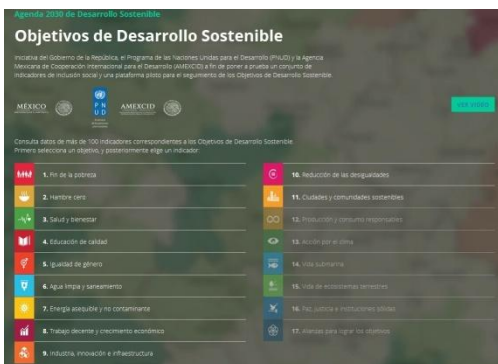 Agenda 2030 de Desarrollo Sostenible
Objetivos de Desarrollo Sostenible
Iniciativa del Gobierno de la República, el Programa de las Naciones Unidas para el Desarrollo (PNUD) y la Agencia
Mexicana de Cooperación Internacional para el Desarrollo (AMEXCID) a fin de poner a prueba un conjunto de
indicadores de inclusión social y una plataforma piloto para el seguimiento de los Objetivos de Desarrollo Sostenible.
MÉXICO
P N
U D
AMEXCID
VER VIDEO
Consulta datos de más de 100 indicadores correspondientes a los Objetivos de Desarrollo Sostenible.
Primero selecciona un objetivo, y posteriormente elige un indicador:
1. Fin de la pobreza
2. Hambre cero
3. Salud y bienestar
4. Educación de calidad
5. Igualdad de género
6. Agua limpia y saneamiento
7. Energía asequible y no contaminante
8. Trabajo decente y crecimiento económico
9. Industria, innovación e infraestructura
10. Reducción de las desigualdades
11. Ciudades y comunidades sostenibles
12. Producción y consumo responsables
13. Acción por el clima
14. Vida submarina
15. Vida de ecosistemas terrestres
16. Paz, justicia e instituciones sólidas
17. Alianzas para lograr los objetivos